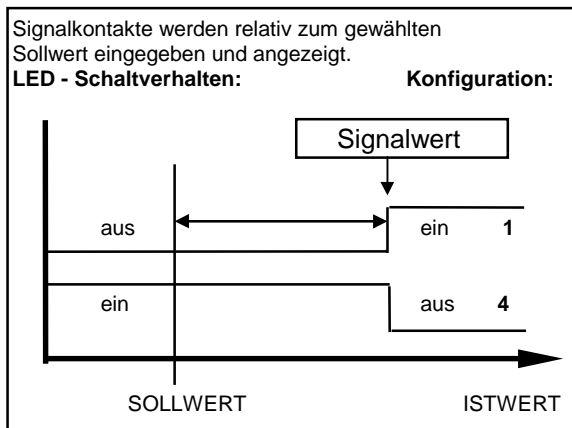 Signalkontakte werden relativ zum gewählten
Sollwert eingegeben und angezeigt.
LED - Schaltverhalten: Konfiguration:
Signalwert
aus ein 1
ein aus 4
SOLLWERT ISTWERT